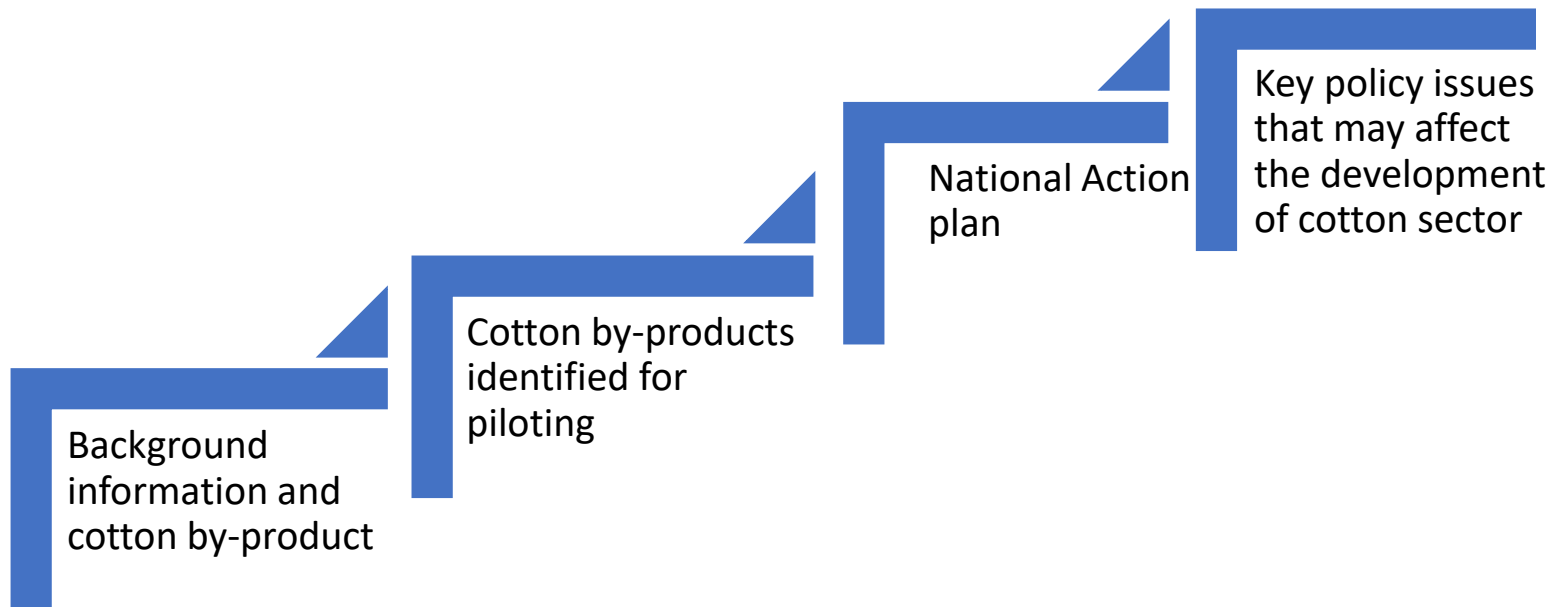 Background
information and
cotton by-product
Cotton by-products
identified for
piloting
National Action
plan
Key policy issues
that may affect
the development
of cotton sector